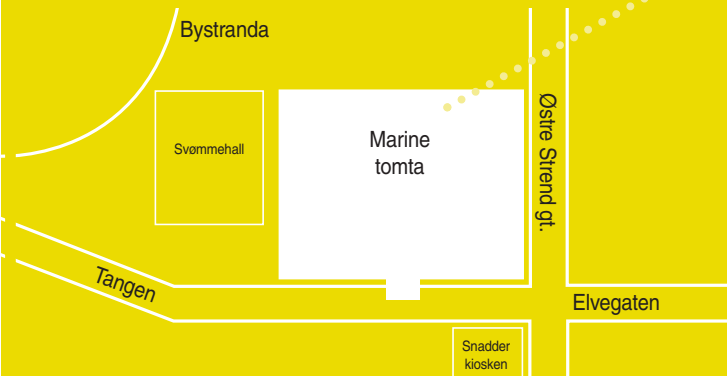 Bystranda
Svømmehall
Marine
tomta
Østre Strend gt.
Tangen
Elvegaten
Snadder
kiosken